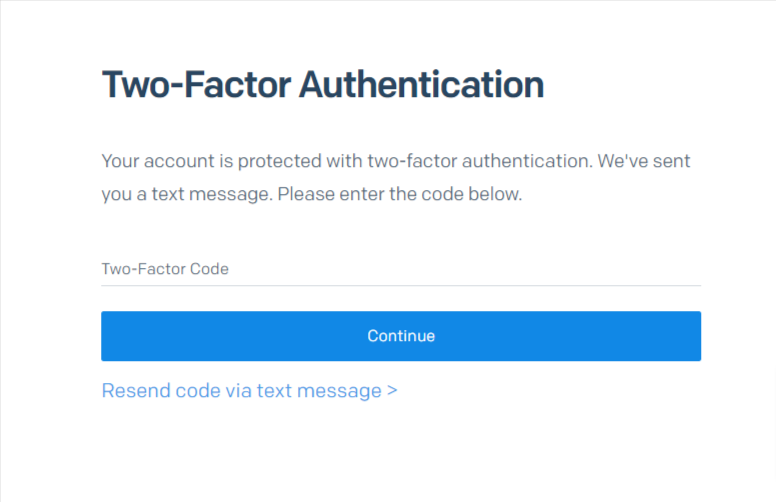 Two-Factor Authentication
Your account is protected with two-factor authentication. We've sent
you a text message. Please enter the code below.
Two-Factor Code
Continue
Resend code via text message >